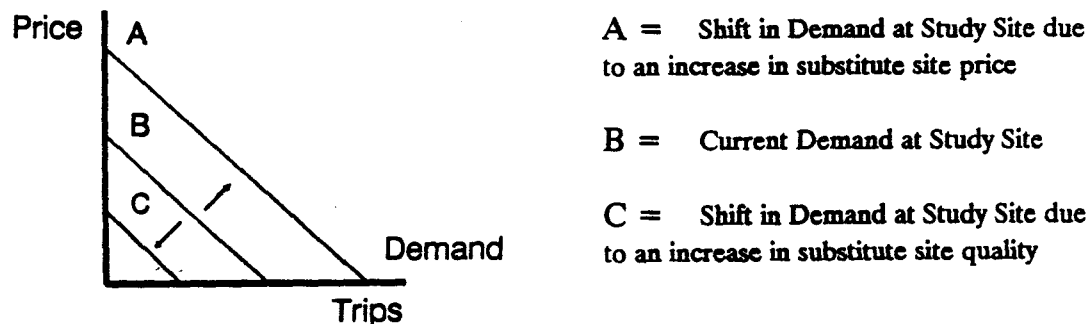 Price
A
B
C
Demand
Trips
A = Shift in Demand at Study Site due
to an increase in substitute site price
B = Current Demand at Study Site
C = Shift in Demand at Study Site due
to an increase in substitute site quality